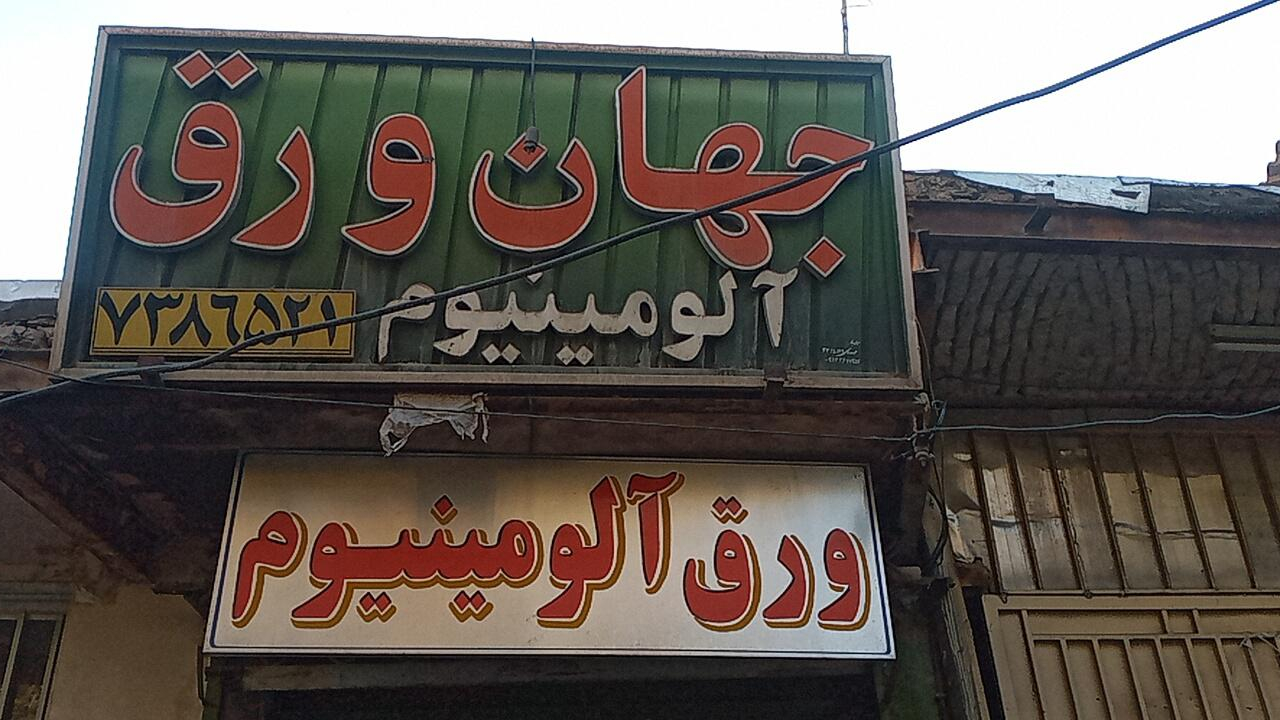 جهان ورق
آلومینیوم
۷۳۸۶۵۲۱
ورق آلومینیوم